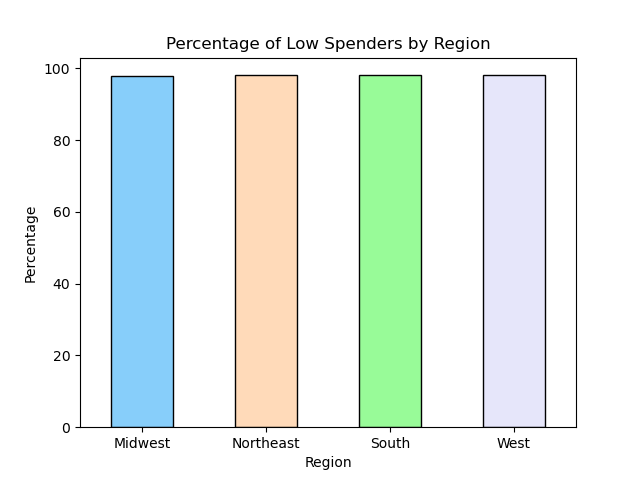 Percentage of Low Spenders by Region
100
80
60
40
20
0
Percentage
Midwest Northeast South West
Region